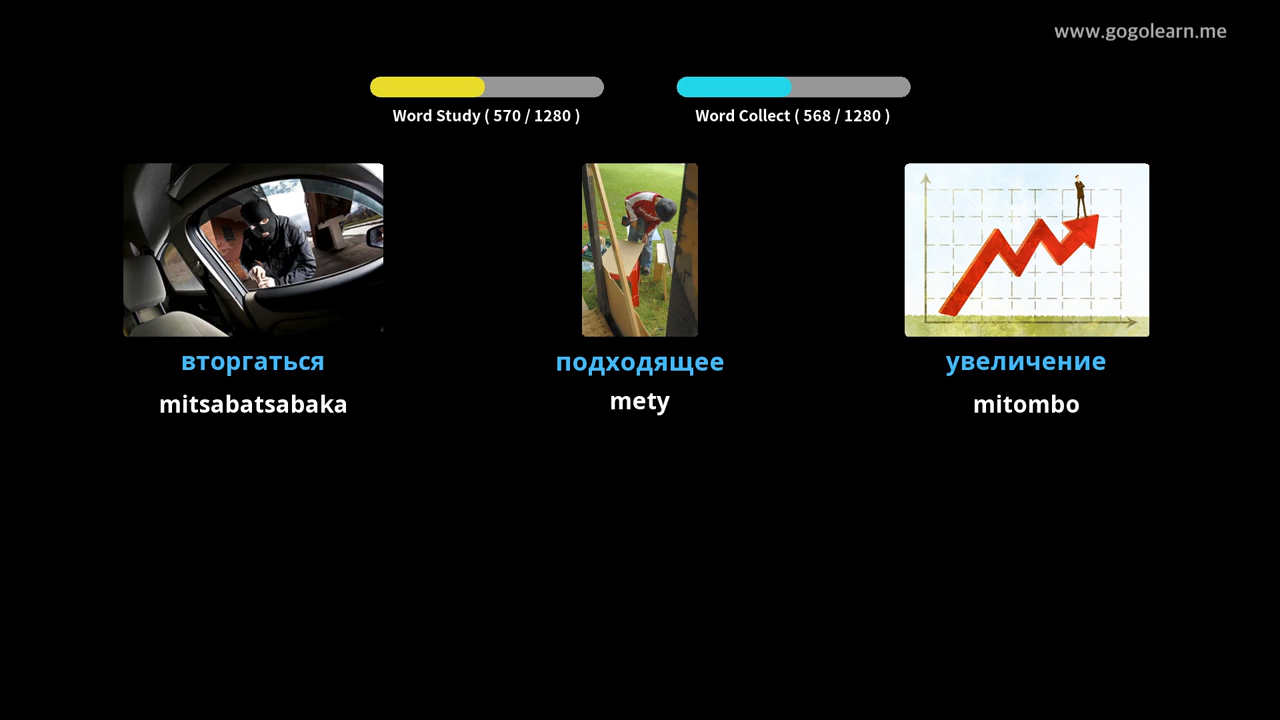 www.gogolearn.me
Word Study ( 570 / 1280 )
Word Collect ( 568 / 1280 )
вторгаться
mitsabatsabaka
подходящее
mety
увеличение
mitombo